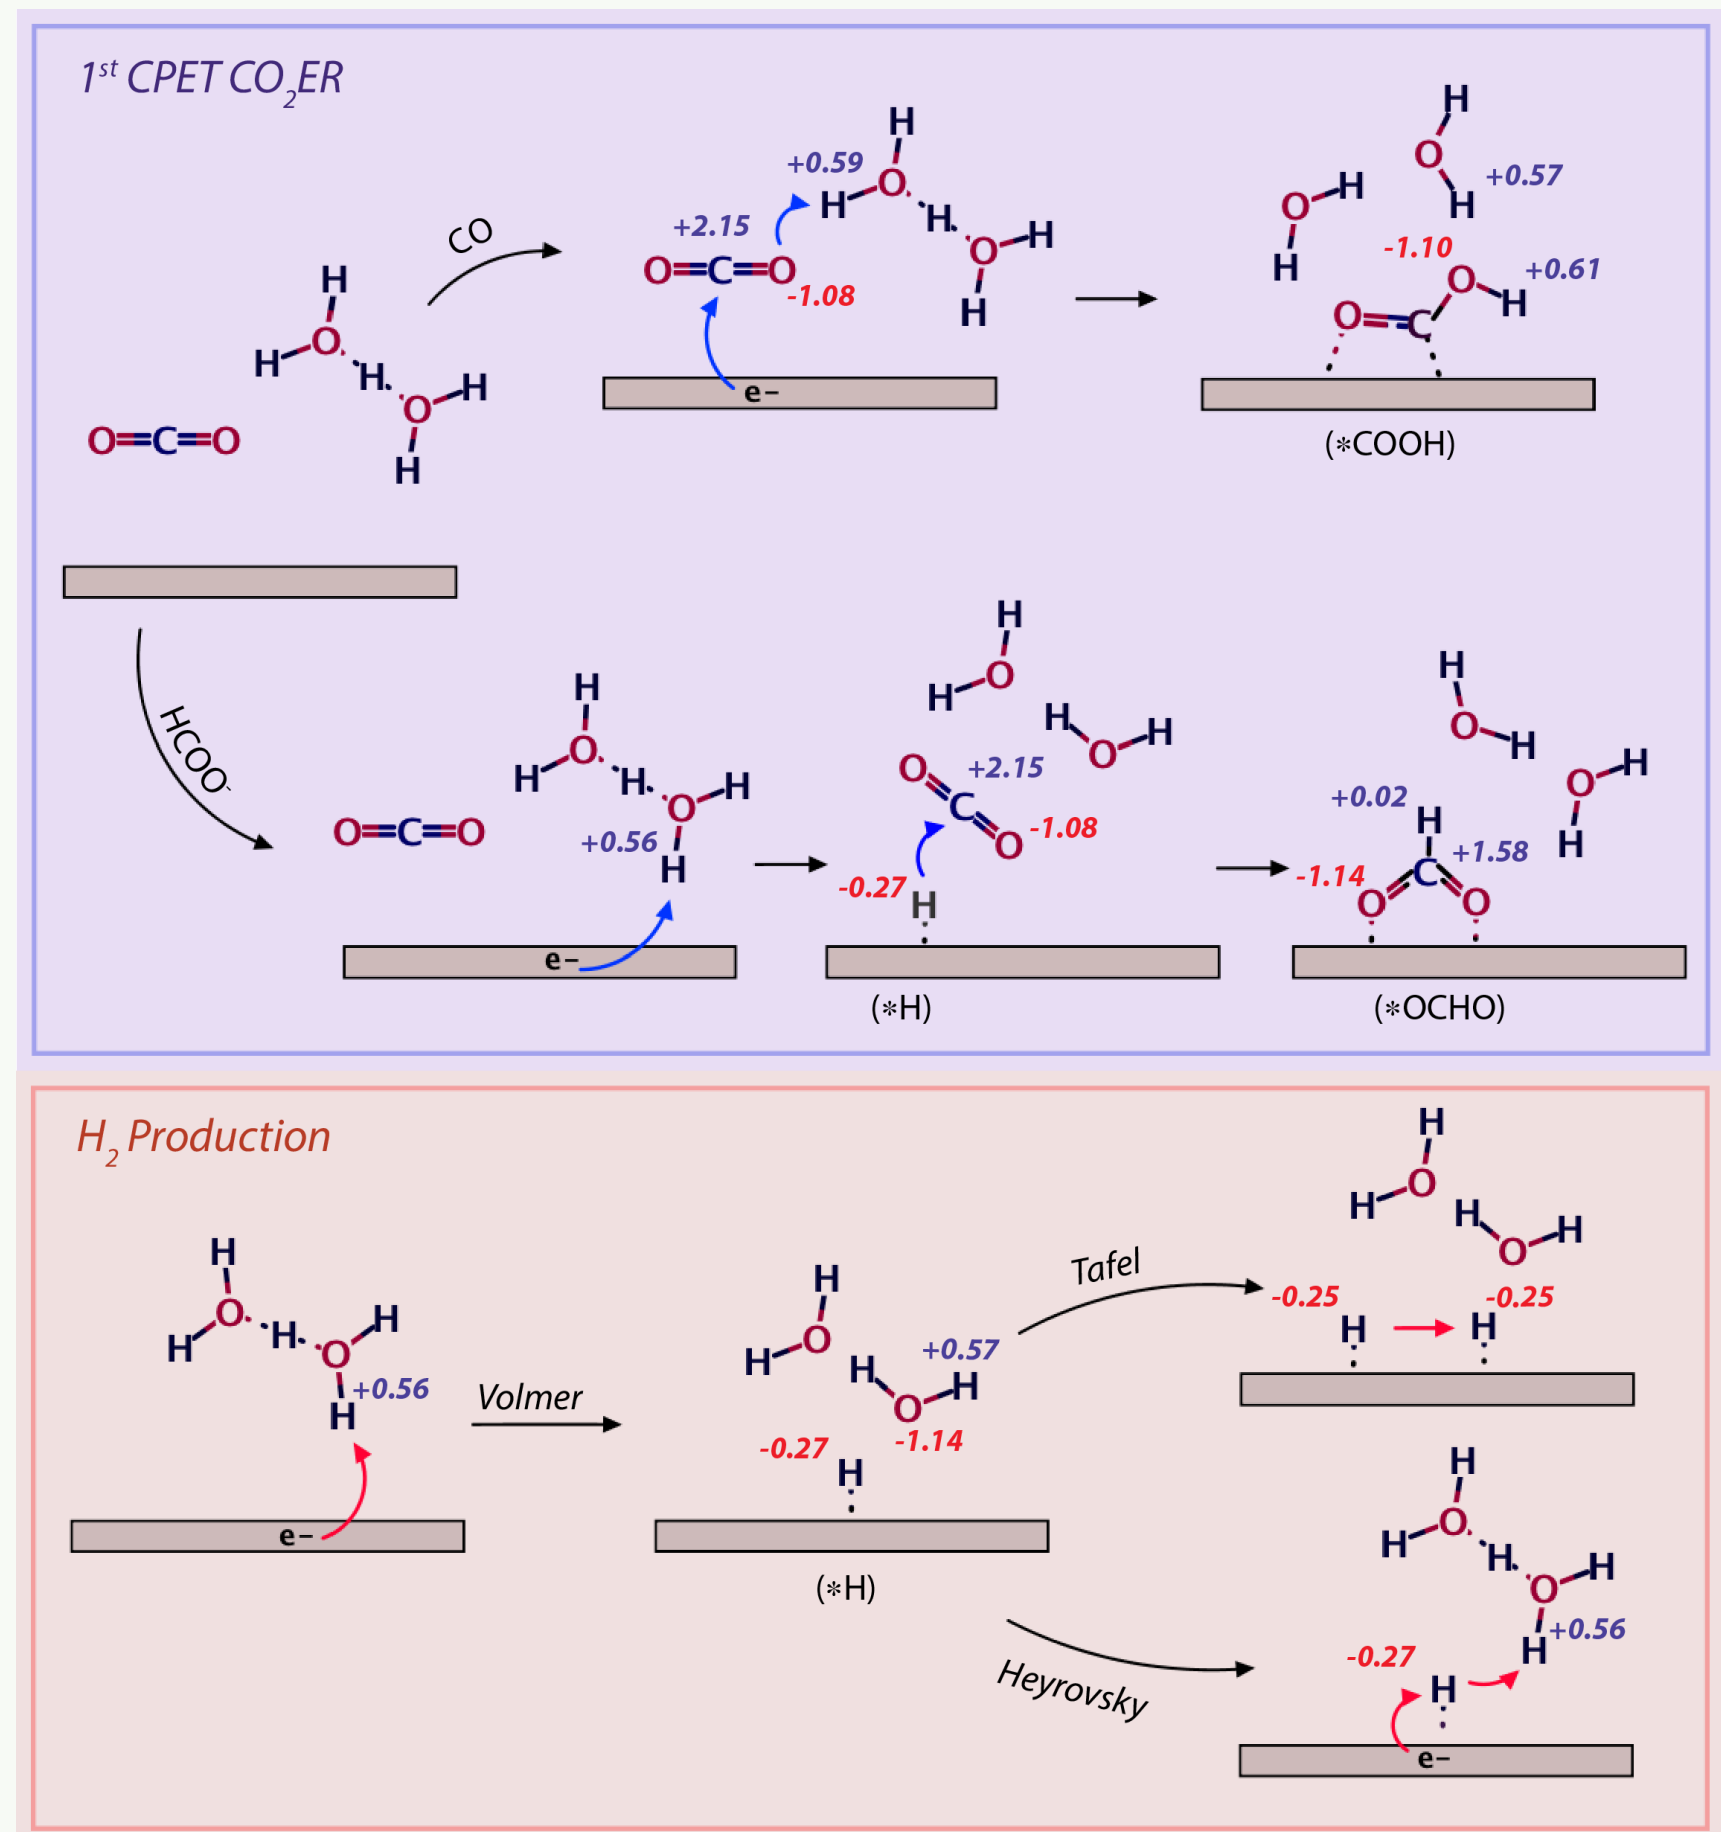 1st CPET CO2ER
H
O
H
H
O
H
H
O=C=O
CO
H
+0.59
O
H
H
O
H
H
+2.15
O=C=O
-1.08
e-
H
O
H
+0.57
O
H
H
-1.10
O
H
+0.61
O
C
(*COOH)
HCOO-
H
O
H
H
O
H
H
+0.56
O=C=O
e-
H
O
H
H
O
H
O
+2.15
C
O
-1.08
-0.27
H
(*H)
H
O
H
O
H
H
+0.02
H
+1.58
C
-1.14
O
O
(*OCHO)
H2 Production
H
O
H
H
O
H
+0.56
H
e-
Volmer
H
O
H
+0.57
H
H
O
-1.14
-0.27
H
(*H)
Tafel
H
O
H
H
O
H
-0.25
-0.25
H
H
Heyrovsky
H
O
H
H
O
H
+0.56
H
-0.27
H
e-